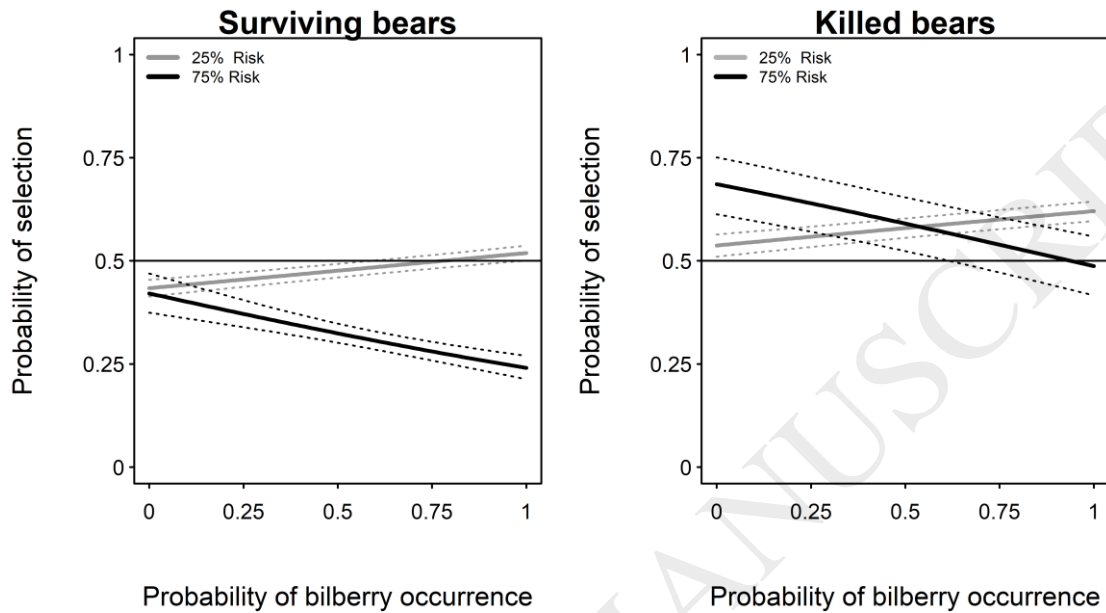 Surviving bears
25% Risk
75% Risk
Probability of selection
1
0.75
0.5
0.25
0
0
0.25
0.5
0.75
1
Probability of bilberry occurrence
Killed bears
25% Risk
75% Risk
Probability of selection
1
0.75
0.5
0.25
0
0
0.25
0.5
0.75
1
Probability of bilberry occurrence
ANUSCRI